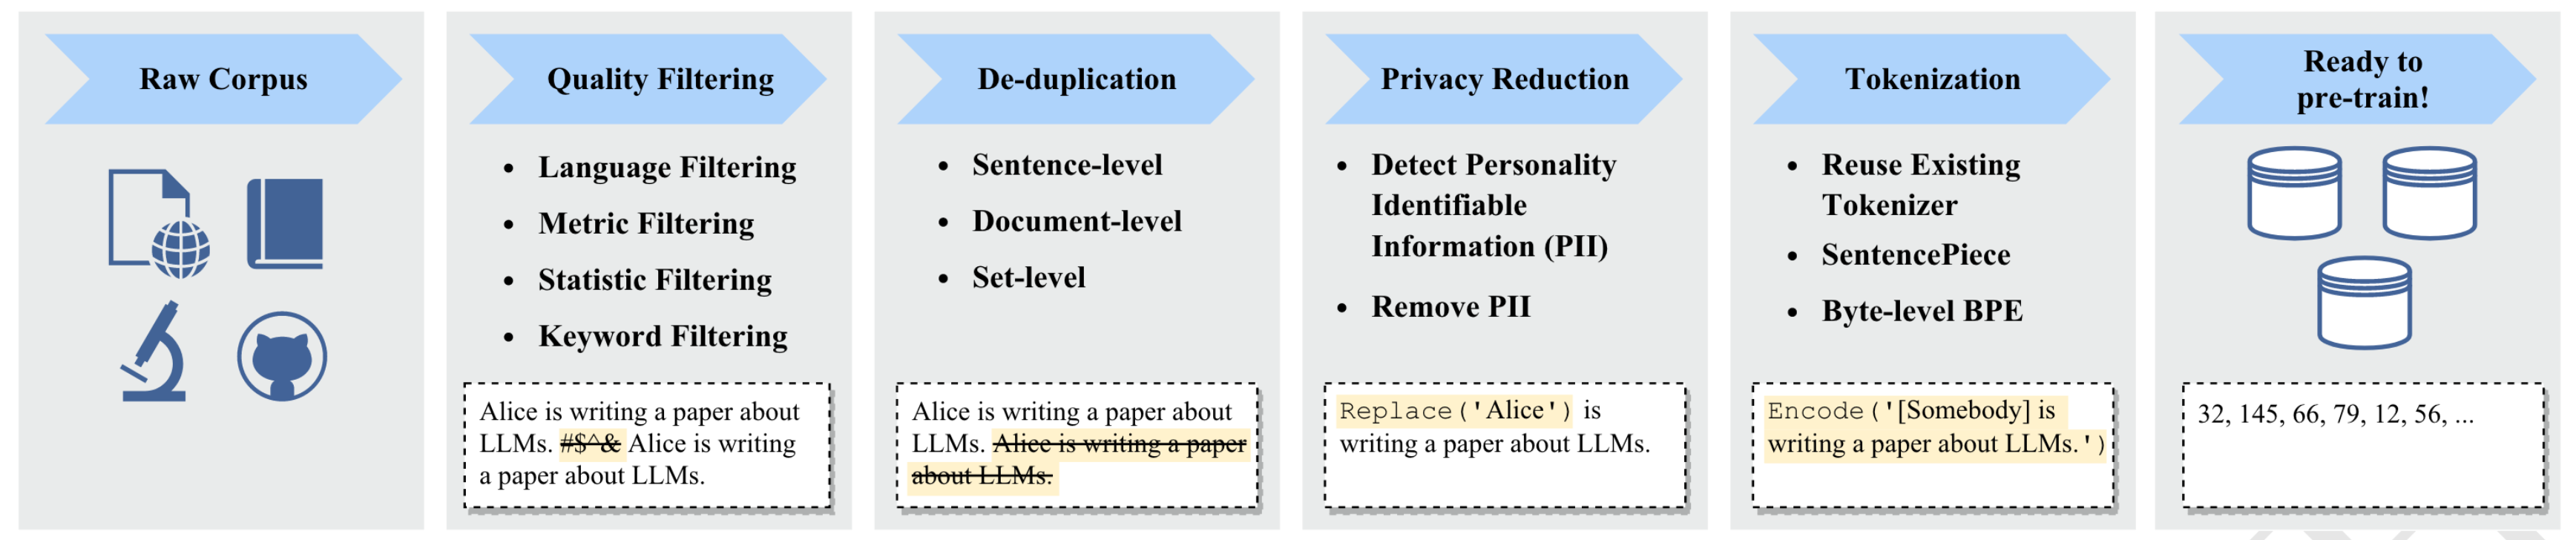 Raw Corpus
Quality Filtering
• Language Filtering
• Metric Filtering
• Statistic Filtering
• Keyword Filtering
Alice is writing a paper about
LLMs. #$^& Alice is writing
a paper about LLMs.
De-duplication
• Sentence-level
• Document-level
• Set-level
Alice is writing a paper about
LLMs. Alice is writing a paper
about LLMs.
Privacy Reduction
• Detect Personality
Identifiable
Information (PII)
• Remove PII
Replace('Alice') is
writing a paper about LLMs.
Tokenization
• Reuse Existing
Tokenizer
• SentencePiece
• Byte-level BPE
Encode('[Somebody] is
writing a paper about LLMs.')
Ready to
pre-train!
32, 145, 66, 79, 12, 56, ...